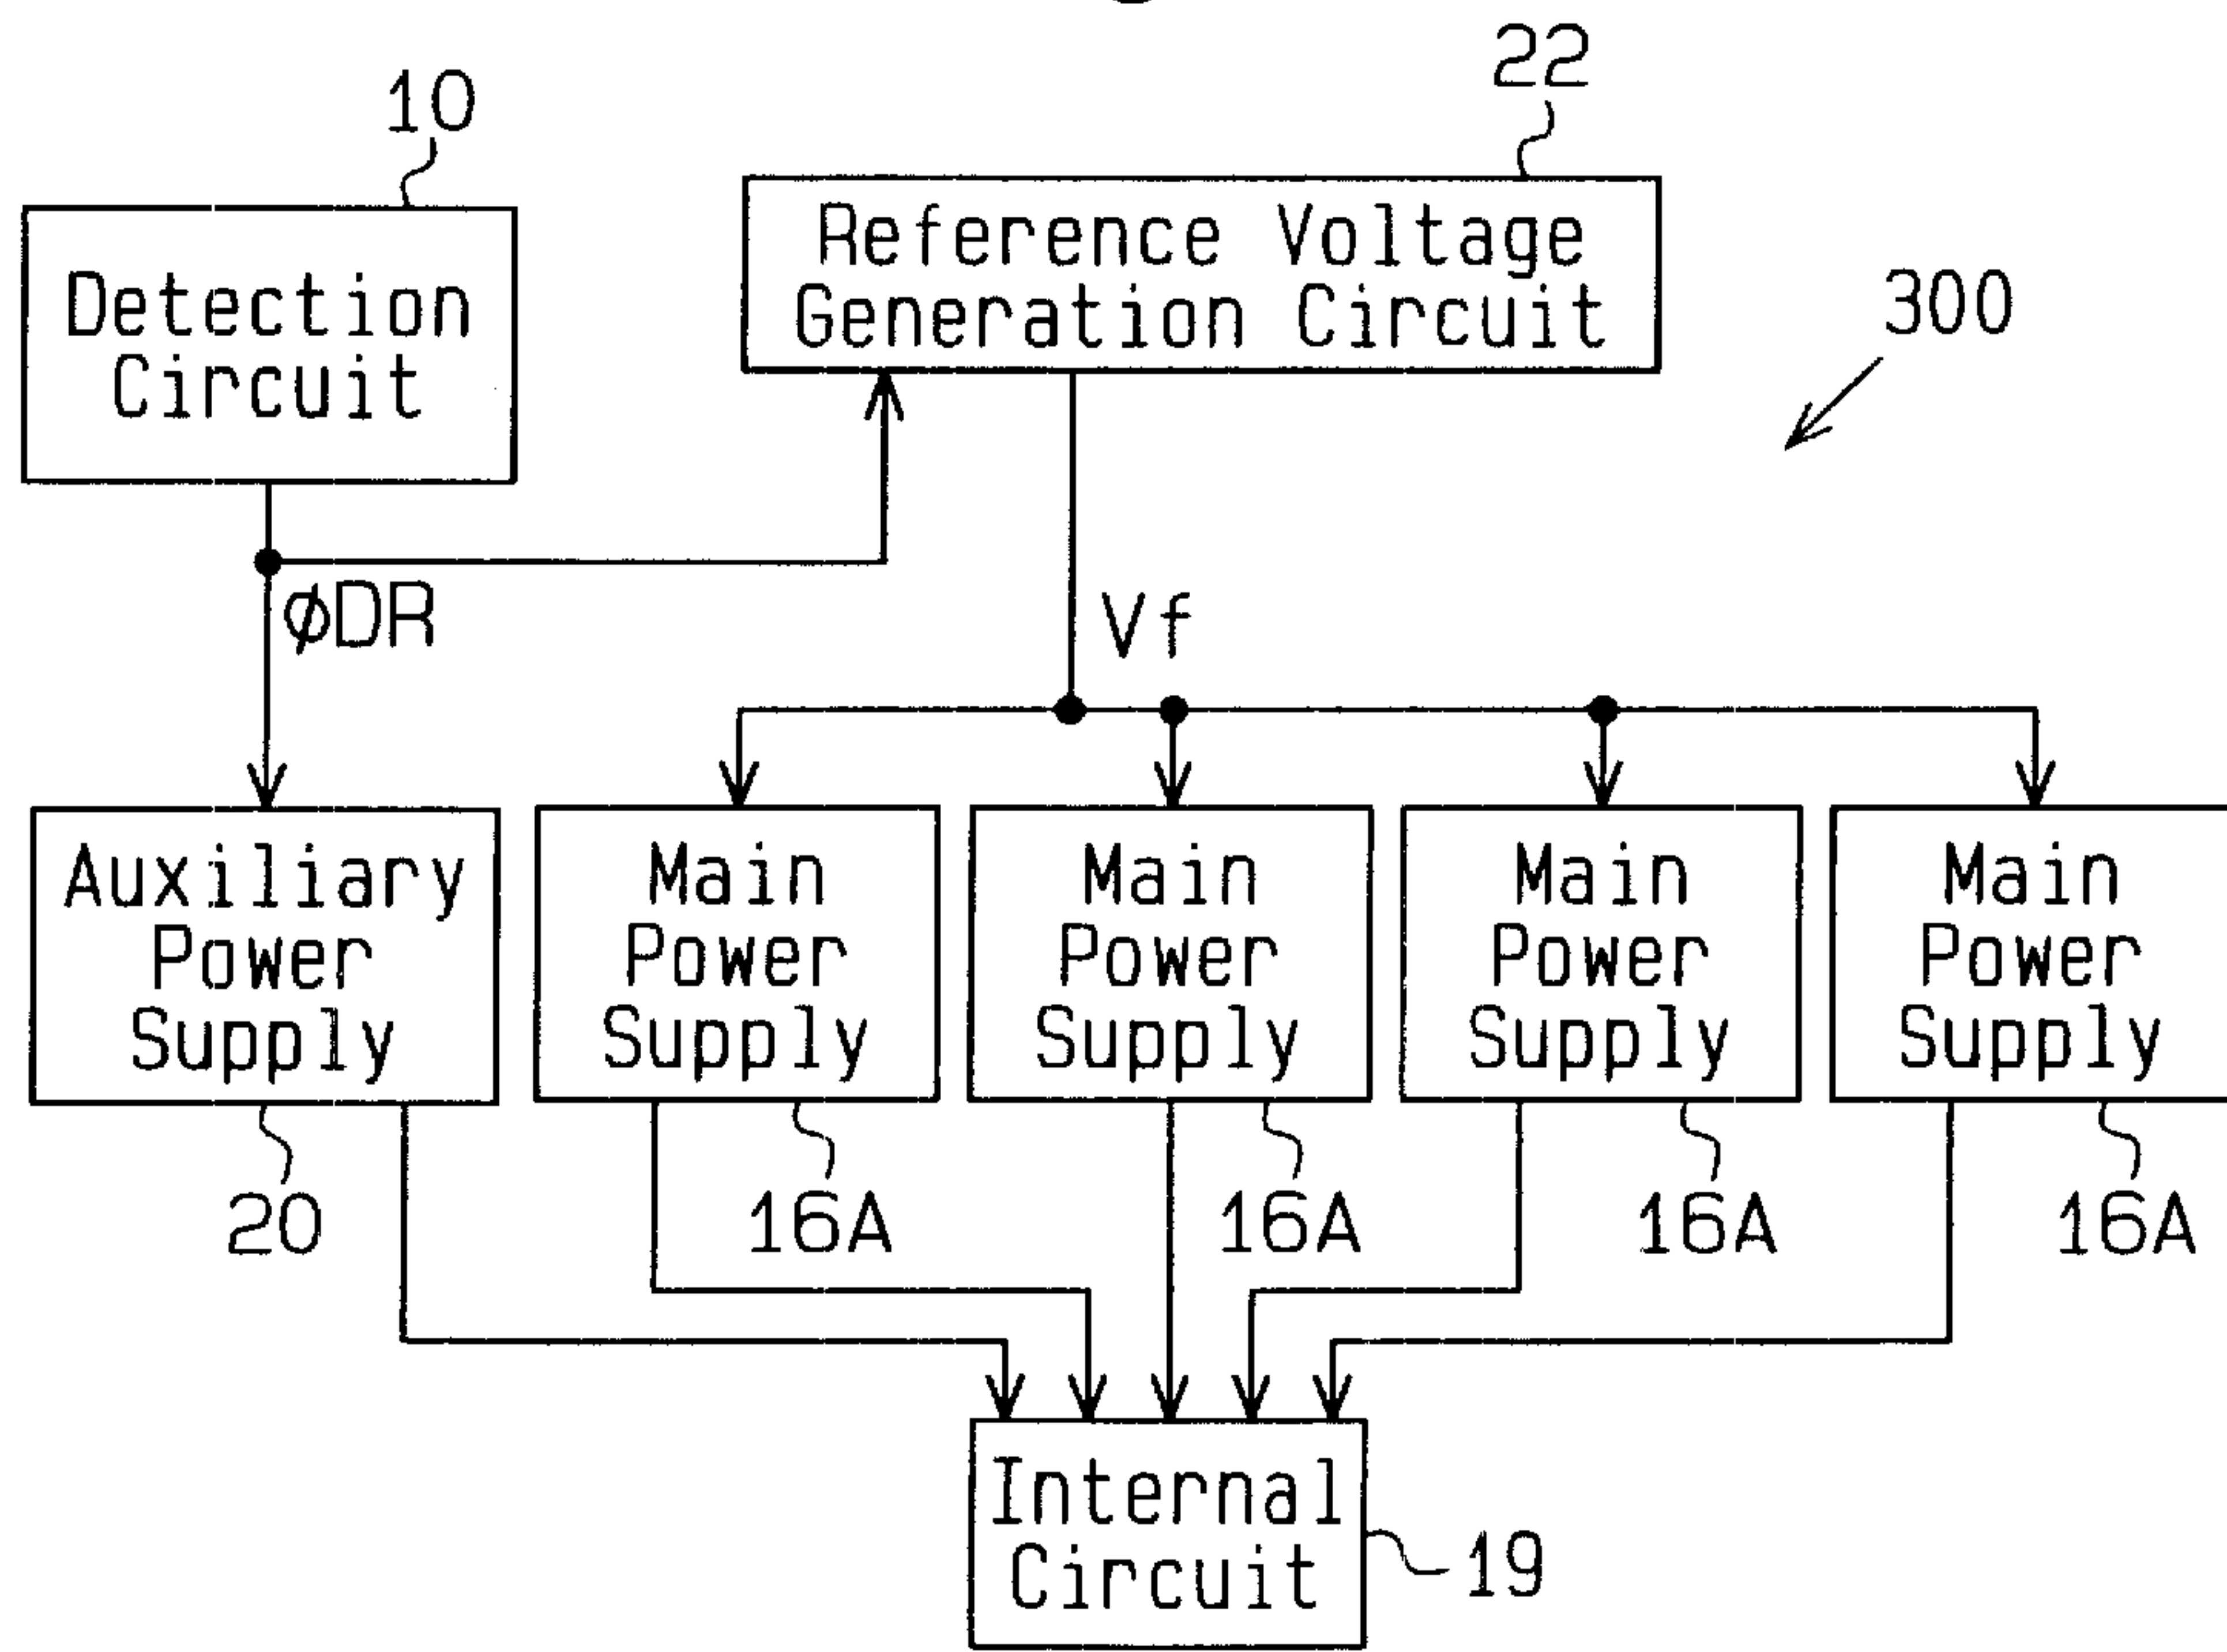 22
10
Reference Voltage
Generation Circuit
Detection
Circuit
300
φDR
Vf
Auxiliary
Power
Supply
Main
Power
Supply
Main
Power
Supply
Main
Power
Supply
Main
Power
Supply
20
16A
16A
16A
16A
Internal
Circuit
19